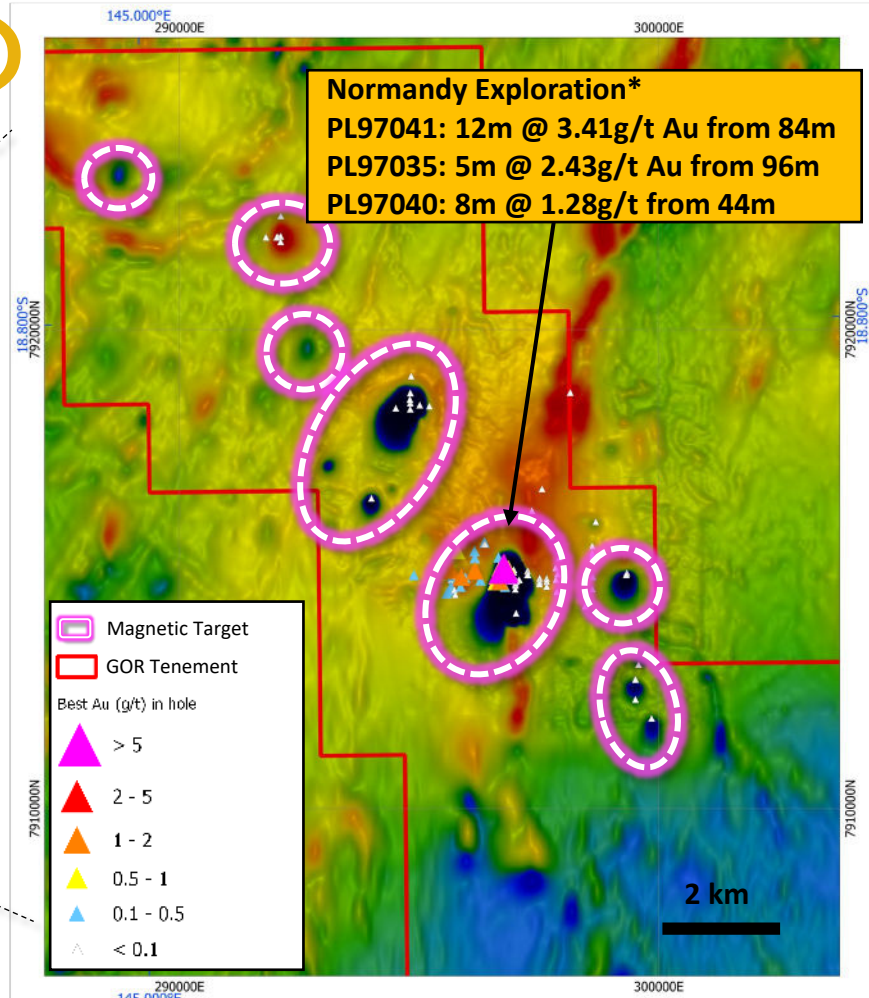 145.000°E
290000E
300000E
Normandy Exploration*
PL97041: 12m @ 3.41g/t Au from 84m
PL97035: 5m @ 2.43g/t Au from 96m
PL97040: 8m @ 1.28g/t from 44m
18.800°S
7920000N
18.800°S
7920000N
Magnetic Target
GOR Tenement
Best Au (g/t) in hole
> 5
2 - 5
1 - 2
0.5 - 1
0.1 - 0.5
< 0.1
7910000N
7910000N
2 km
290000E
300000E
145.000°E